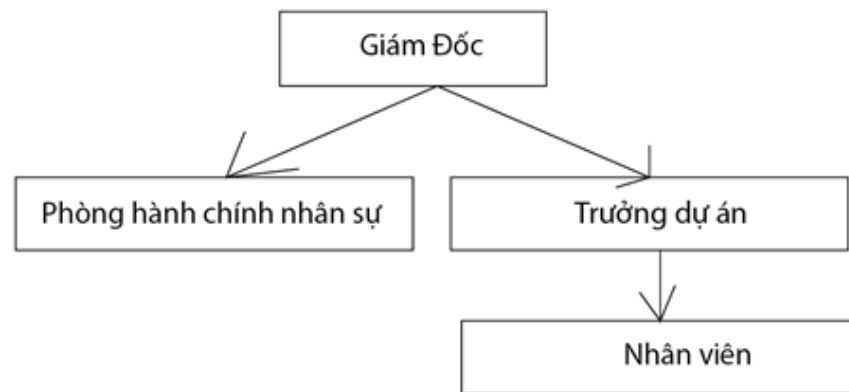 Giám Đốc
Phòng hành chính nhân sự
Trưởng dự án
Nhân viên